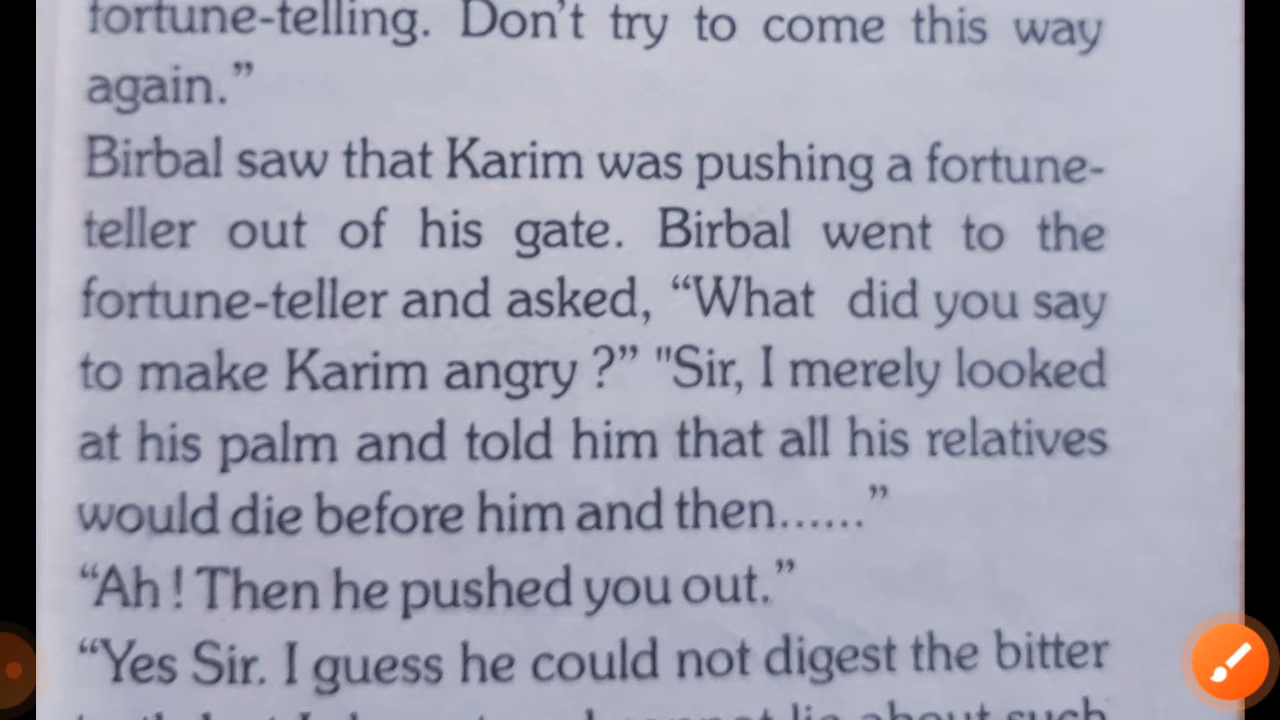 fortune-telling. Don't try to come this way
again.”
Birbal saw that Karim was pushing a fortune-
teller out of his gate. Birbal went to the
fortune-teller and asked, “What did you say
to make Karim angry ?” "Sir, I merely looked
at his palm and told him that all his relatives
would die before him and then......”
“Ah ! Then he pushed you out.”
“Yes Sir. I guess he could not digest the bitter
lie about such